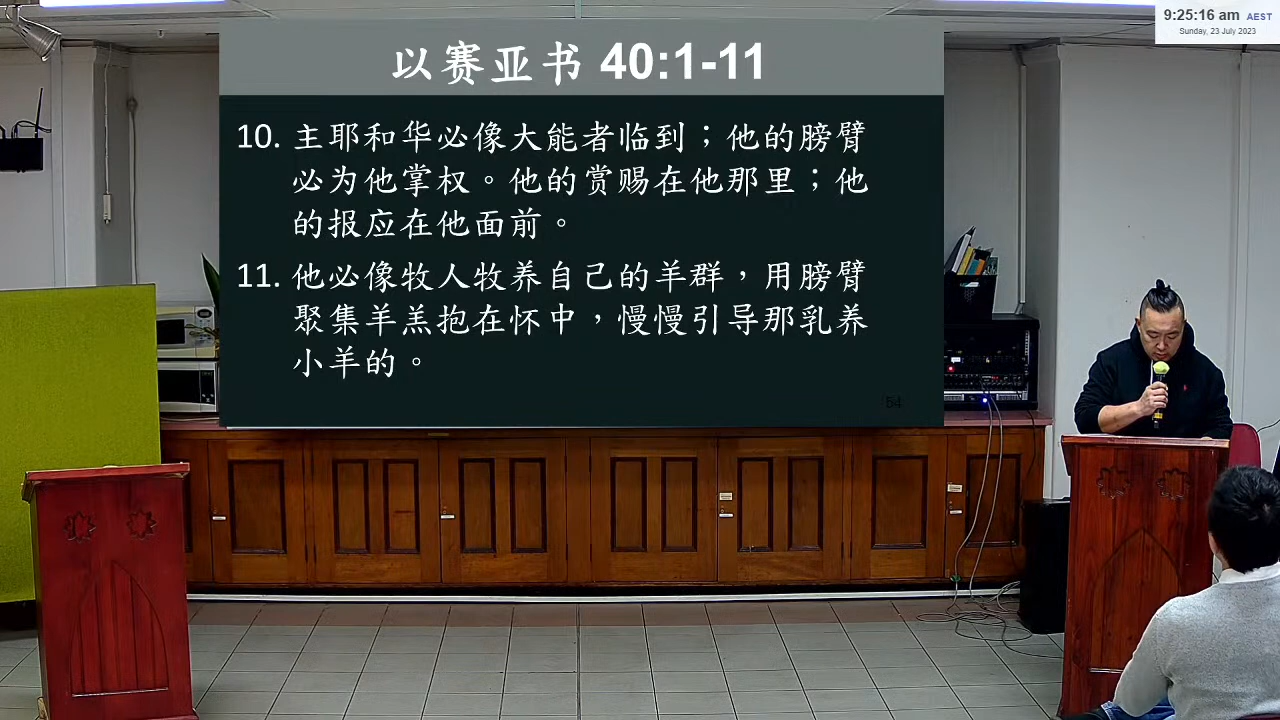 9:25:16 am AEST
Sunday, 23 July 2023
以赛亚书 40:1-11
10. 主耶和华必像大能者临到；他的膀臂
必为他掌权。他的赏赐在他那里；他
的报应在他面前。
11. 他必像牧人牧养自己的羊群，用膀臂
聚集羊羔抱在怀中，慢慢引导那乳养
小羊的。
54